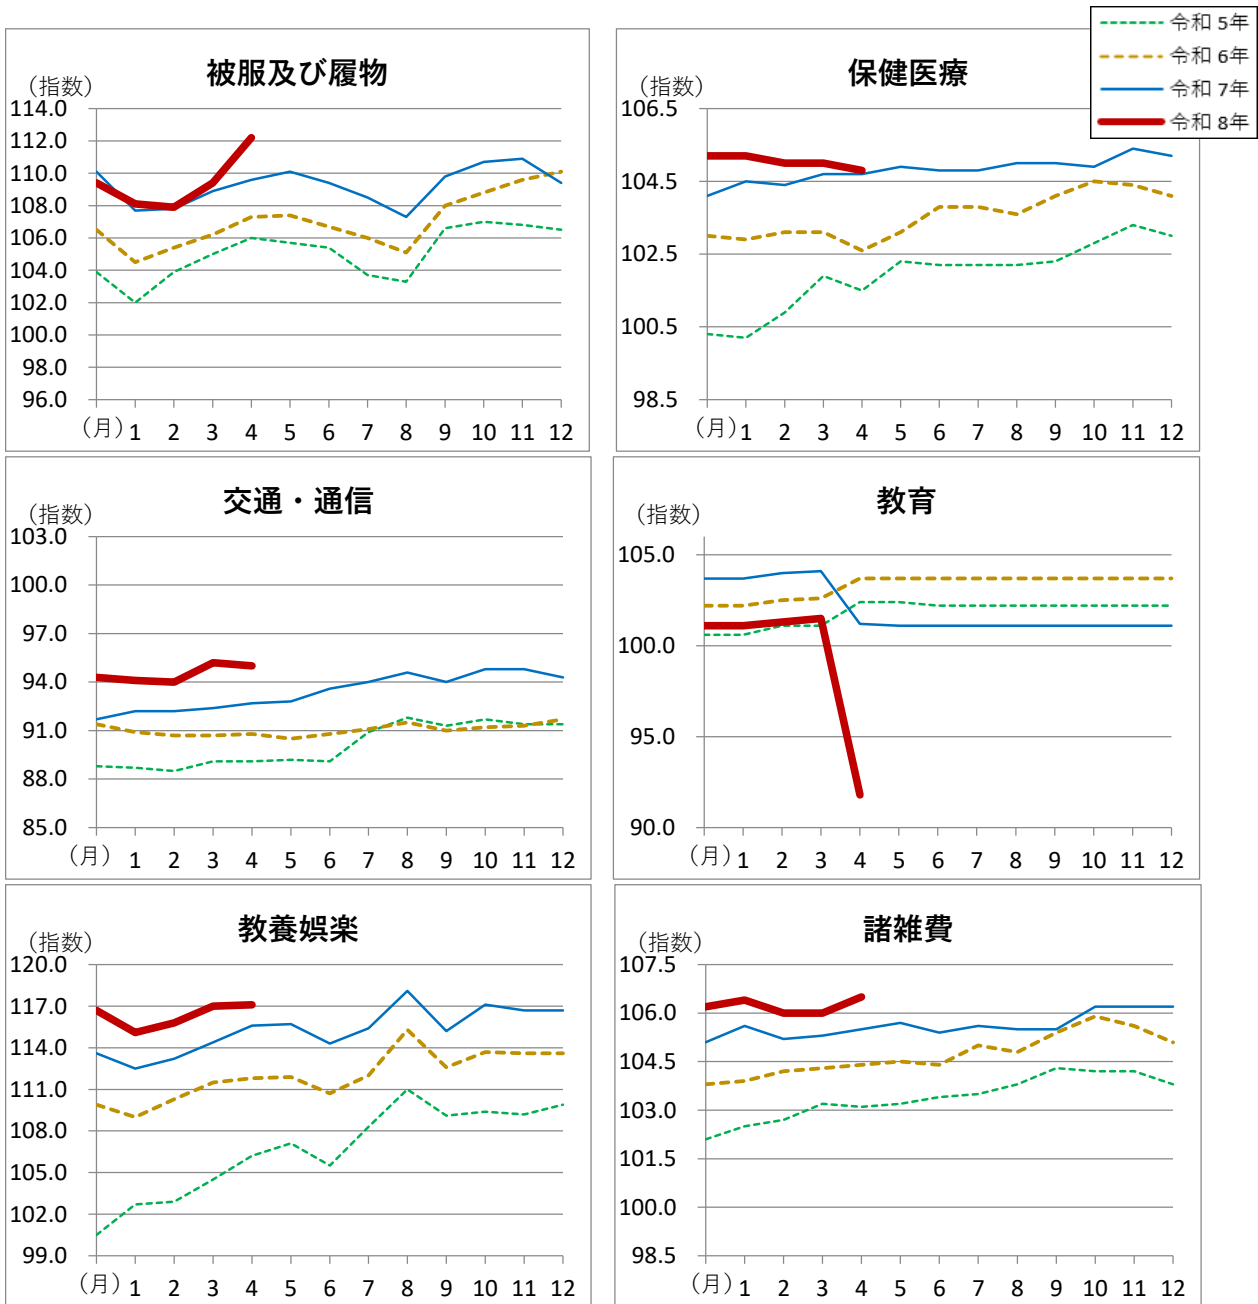 令和 5年
令和 6年
令和 7年
令和 8年
被服及び履物
(指数)
114.0
112.0
110.0
108.0
106.0
104.0
102.0
100.0
98.0
96.0
(月) 1 2 3 4 5 6 7 8 9 10 11 12
保健医療
(指数)
106.5
104.5
102.5
100.5
98.5
(月) 1 2 3 4 5 6 7 8 9 10 11 12
交通・通信
(指数)
103.0
100.0
97.0
94.0
91.0
88.0
85.0
(月) 1 2 3 4 5 6 7 8 9 10 11 12
教育
(指数)
105.0
100.0
95.0
90.0
(月) 1 2 3 4 5 6 7 8 9 10 11 12
教養娯楽
(指数)
120.0
117.0
114.0
111.0
108.0
105.0
102.0
99.0
(月) 1 2 3 4 5 6 7 8 9 10 11 12
諸雑費
(指数)
107.5
106.0
104.5
103.0
101.5
100.0
98.5
(月) 1 2 3 4 5 6 7 8 9 10 11 12